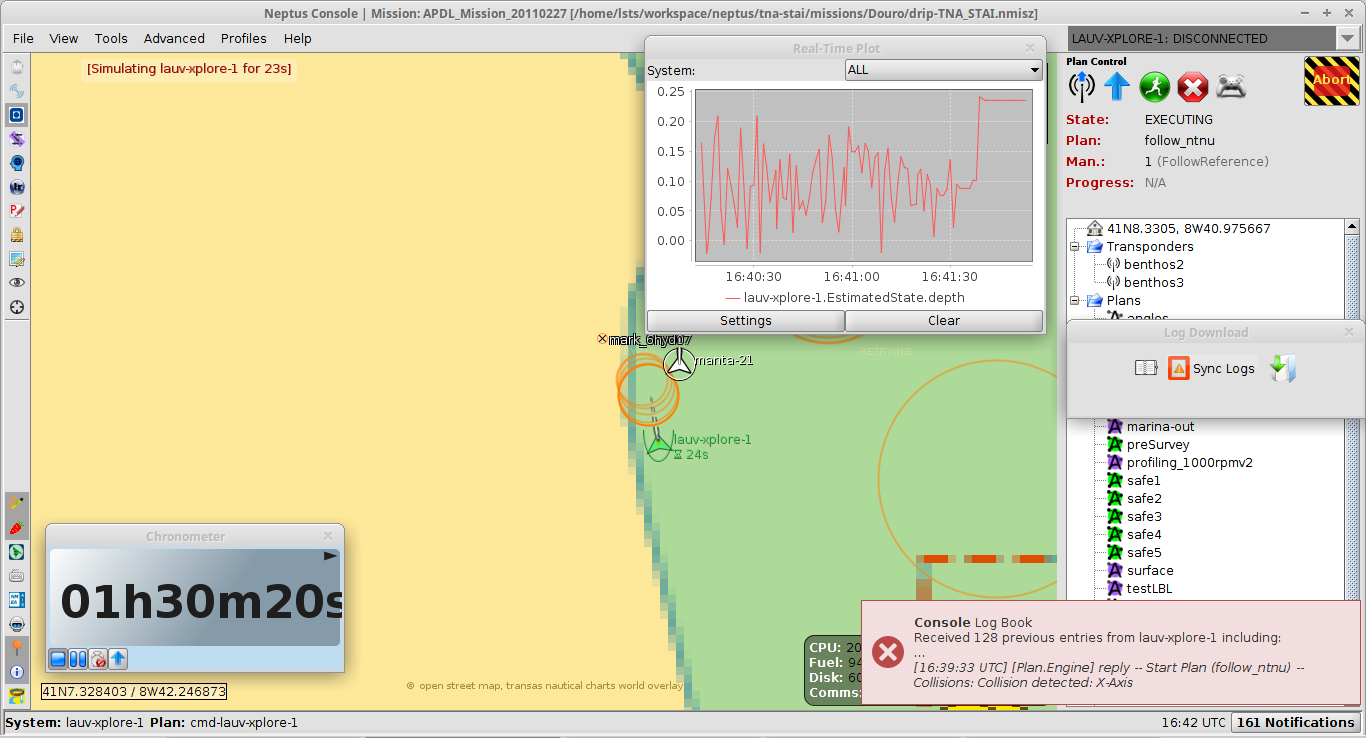 Neptus Console | Mission: APDL_Mission_20110227 [/home/lsts/workspace/neptus/tna-stai/missions/Douro/drip-TNA_STAI.nmisz]
File View Tools Advanced Profiles Help
LAUV-XPLORE-1: DISCONNECTED
[Simulating lauv-xplore-1 for 23s]
Real-Time Plot
System: ALL
0.25
0.20
0.15
0.10
0.05
0.00
16:40:30 16:41:00 16:41:30
lauv-xplore-1.EstimatedState.depth
Settings Clear
Plan Control
Abort
State: EXECUTING
Plan: follow_ntnu
Man.: 1 (FollowReference)
Progress: N/A
41N8.3305, 8W40.975667
Transponders
benthos2
benthos3
Plans
angles
Log Download
Sync Logs
marina-out
preSurvey
profiling_1000rpmv2
safe1
safe2
safe3
safe4
safe5
surface
testLBL
mark_6hyd07
manta-21
RETRYING
lauv-xplore-1
24s
Chronometer
01h30m20s
41N7.328403 / 8W42.246873
© open street map, transas nautical charts world overlay
CPU: 20
Fuel: 94
Disk: 60
Comms:
Console Log Book
Received 128 previous entries from lauv-xplore-1 including:
...
[16:39:33 UTC] [Plan.Engine] reply -- Start Plan (follow_ntnu) --
Collisions: Collision detected: X-Axis
System: lauv-xplore-1 Plan: cmd-lauv-xplore-1
16:42 UTC 161 Notifications